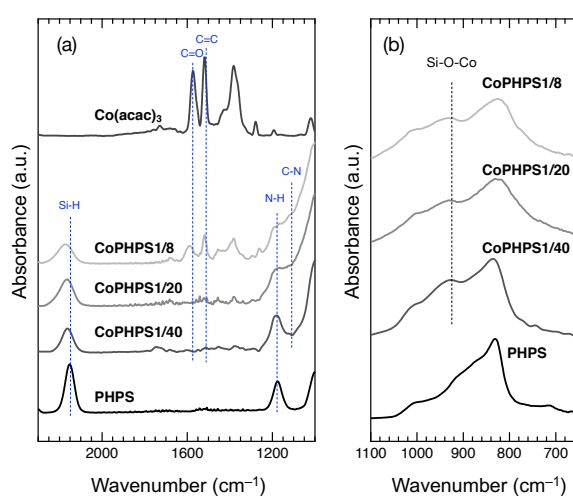 (a)
C=C
C=O
Co(acac)₃
C-N
N-H
Si-H
CoPHPS1/8
CoPHPS1/20
CoPHPS1/40
PHPS
Absorbance (a.u.)
2000 1600 1200
Wavenumber (cm⁻¹)
(b)
Si-O-Co
CoPHPS1/8
CoPHPS1/20
CoPHPS1/40
PHPS
Absorbance (a.u.)
1100 1000 900 800 700
Wavenumber (cm⁻¹)